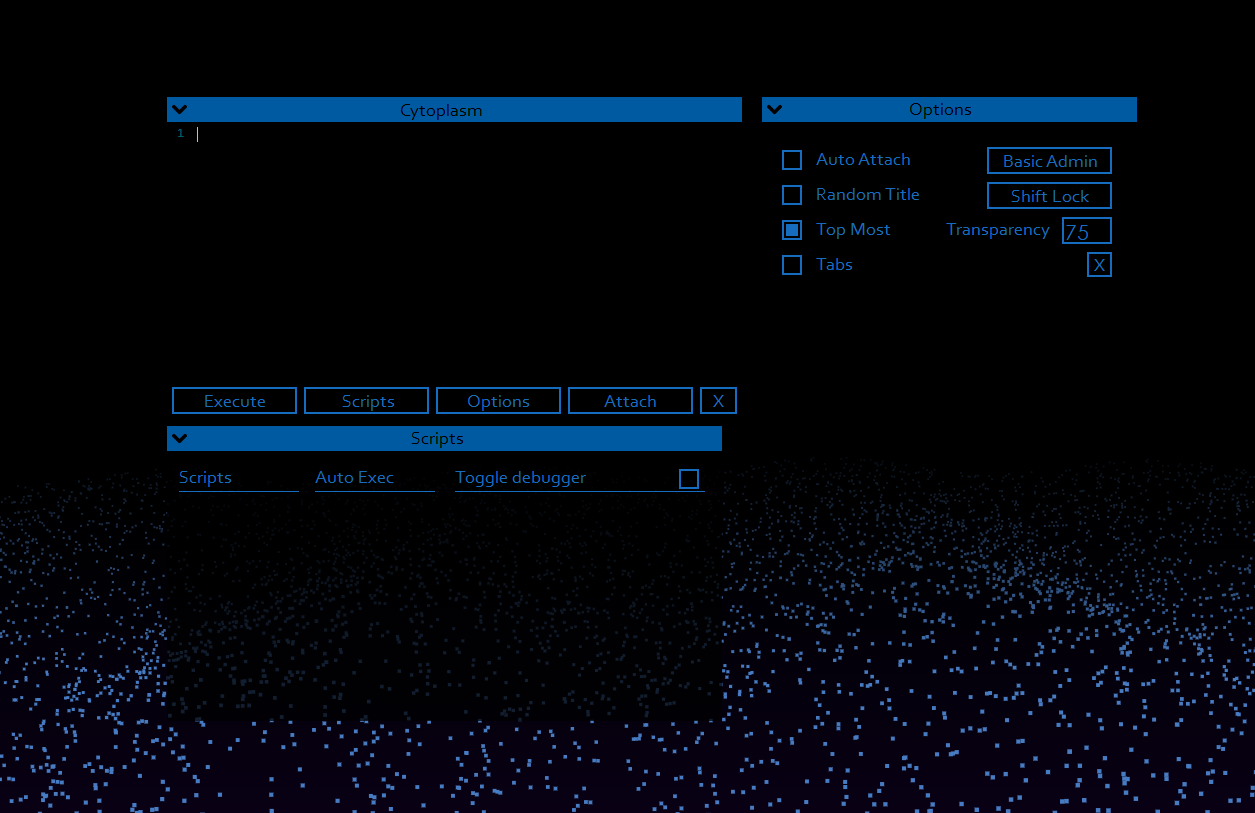 Cytoplasm
1
Execute Scripts Options Attach X
Options
Auto Attach Basic Admin
Random Title Shift Lock
Top Most Transparency 75
Tabs X
Scripts
Scripts Auto Exec Toggle debugger